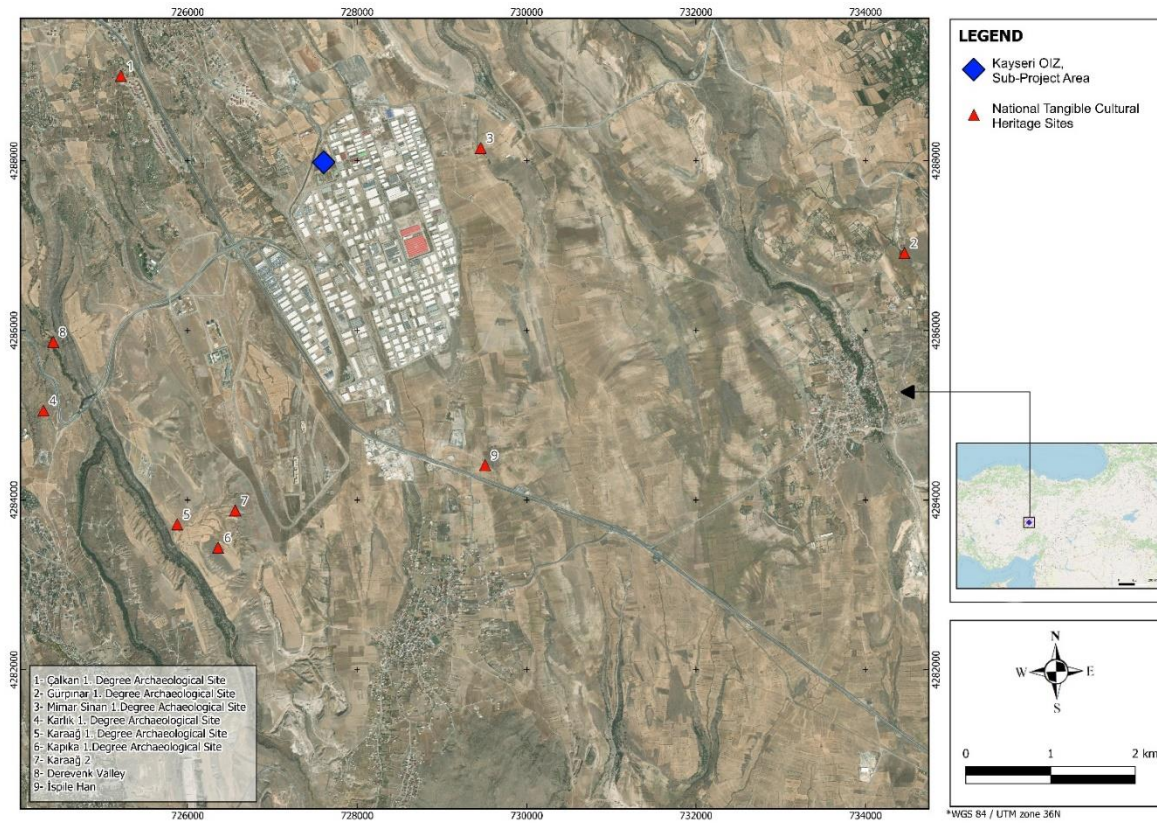 726000 728000 730000 732000 734000
LEGEND
Kayseri OIZ,
Sub-Project Area
National Tangible Cultural
Heritage Sites
1
3
4288000 4288000
2
4286000 4286000
8
4
9
7
4284000 4284000
5
6
4282000 4282000
1- Çalkan 1. Degree Archaeological Site
2- Gürpınar 1. Degree Archaeological Site
3- Mimar Sinan 1.Degree Achaeological Site
4- Karlık 1. Degree Archaeological Site
5- Karaağ 1. Degree Archaeological Site
6- Kapıka 1.Degree Archaeological Site
7- Karaağ 2
8- Derevenk Valley
9- İspile Han
726000 728000 730000 732000 734000
N
W E
S
0 1 2 km
*WGS 84 / UTM zone 36N